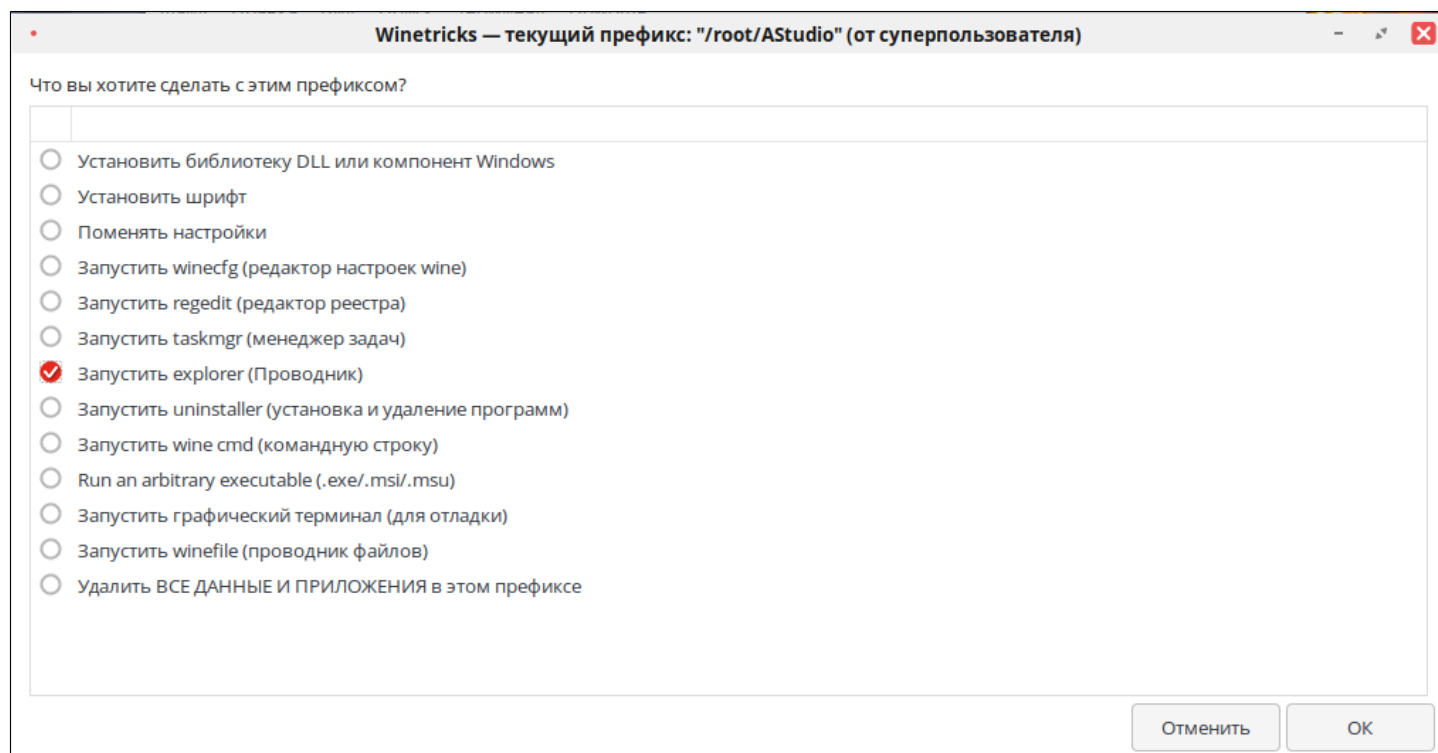 Winetricks — текущий префикс: "/root/AStudio" (от суперпользователя)
Что вы хотите сделать с этим префиксом?
Установить библиотеку DLL или компонент Windows
Установить шрифт
Поменять настройки
Запустить winecfg (редактор настроек wine)
Запустить regedit (редактор реестра)
Запустить taskmgr (менеджер задач)
Запустить explorer (Проводник)
Запустить uninstaller (установка и удаление программ)
Запустить wine cmd (командную строку)
Run an arbitrary executable (.exe/.msi/.msu)
Запустить графический терминал (для отладки)
Запустить winefile (проводник файлов)
Удалить ВСЕ ДАННЫЕ И ПРИЛОЖЕНИЯ в этом префиксе
Отменить
ОК